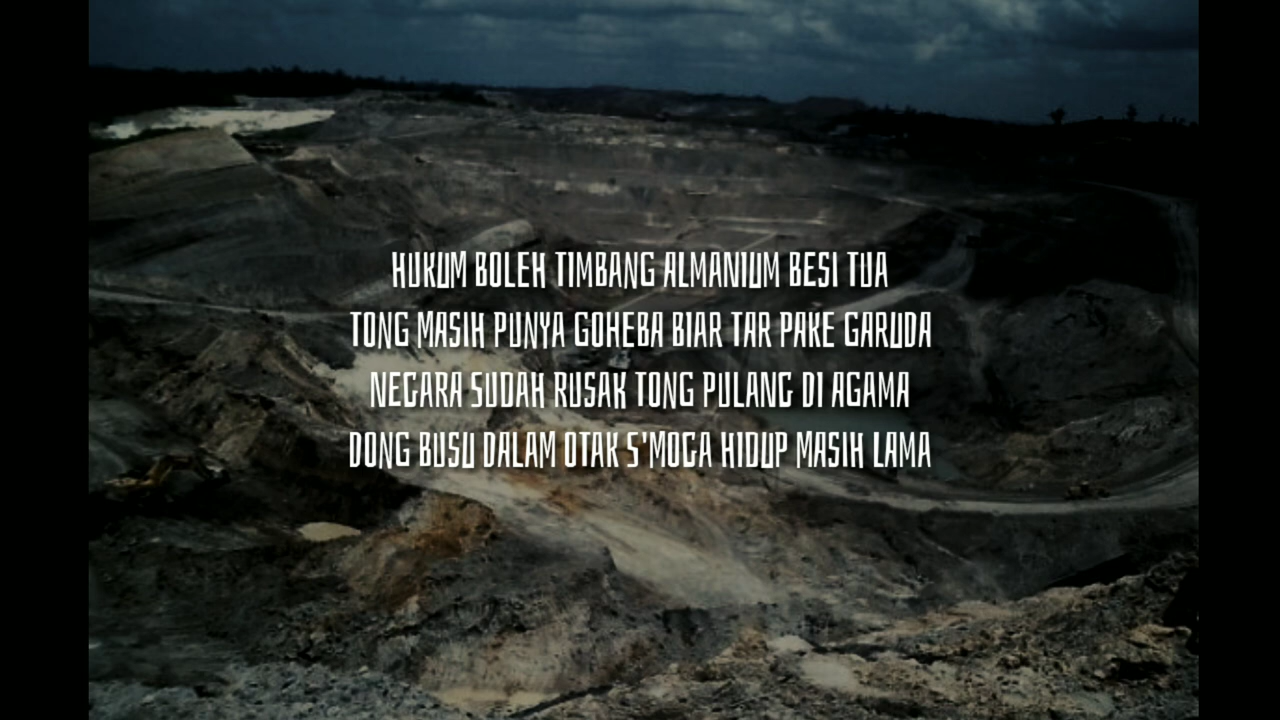 HUKUM BOLEH TIMBANG ALMANIUM BESI TUA
TONG MASIH PUNYA GOHEBA BIAR TAR PAKE GARUDA
NEGARA SUDAH RUSAK TONG PULANG DI AGAMA
DONG BUSU DALAM OTAK S'MOGA HIDUP MASIH LAMA